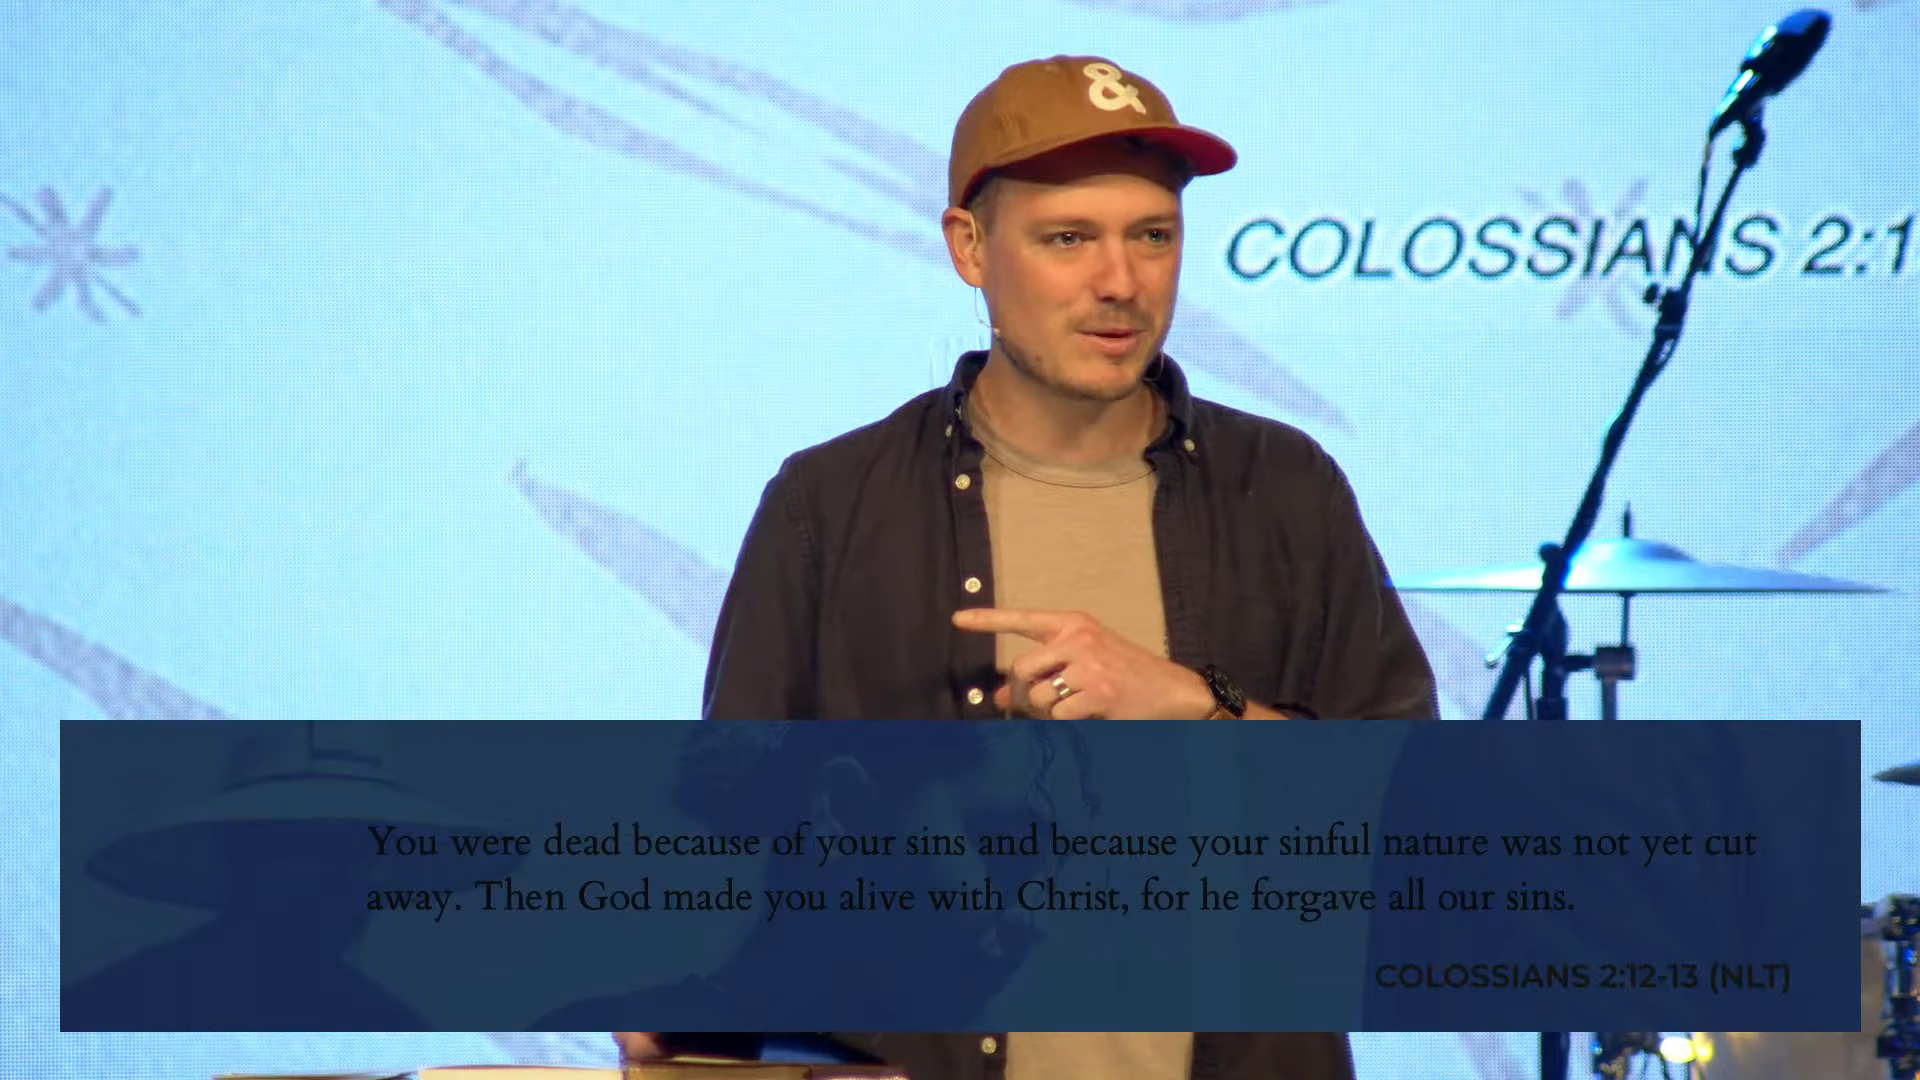 &
COLOSSIANS 2:1
You were dead because of your sins and because your sinful nature was not yet cut
away. Then God made you alive with Christ, for he forgave all our sins.
COLOSSIANS 2:12-13 (NLT)